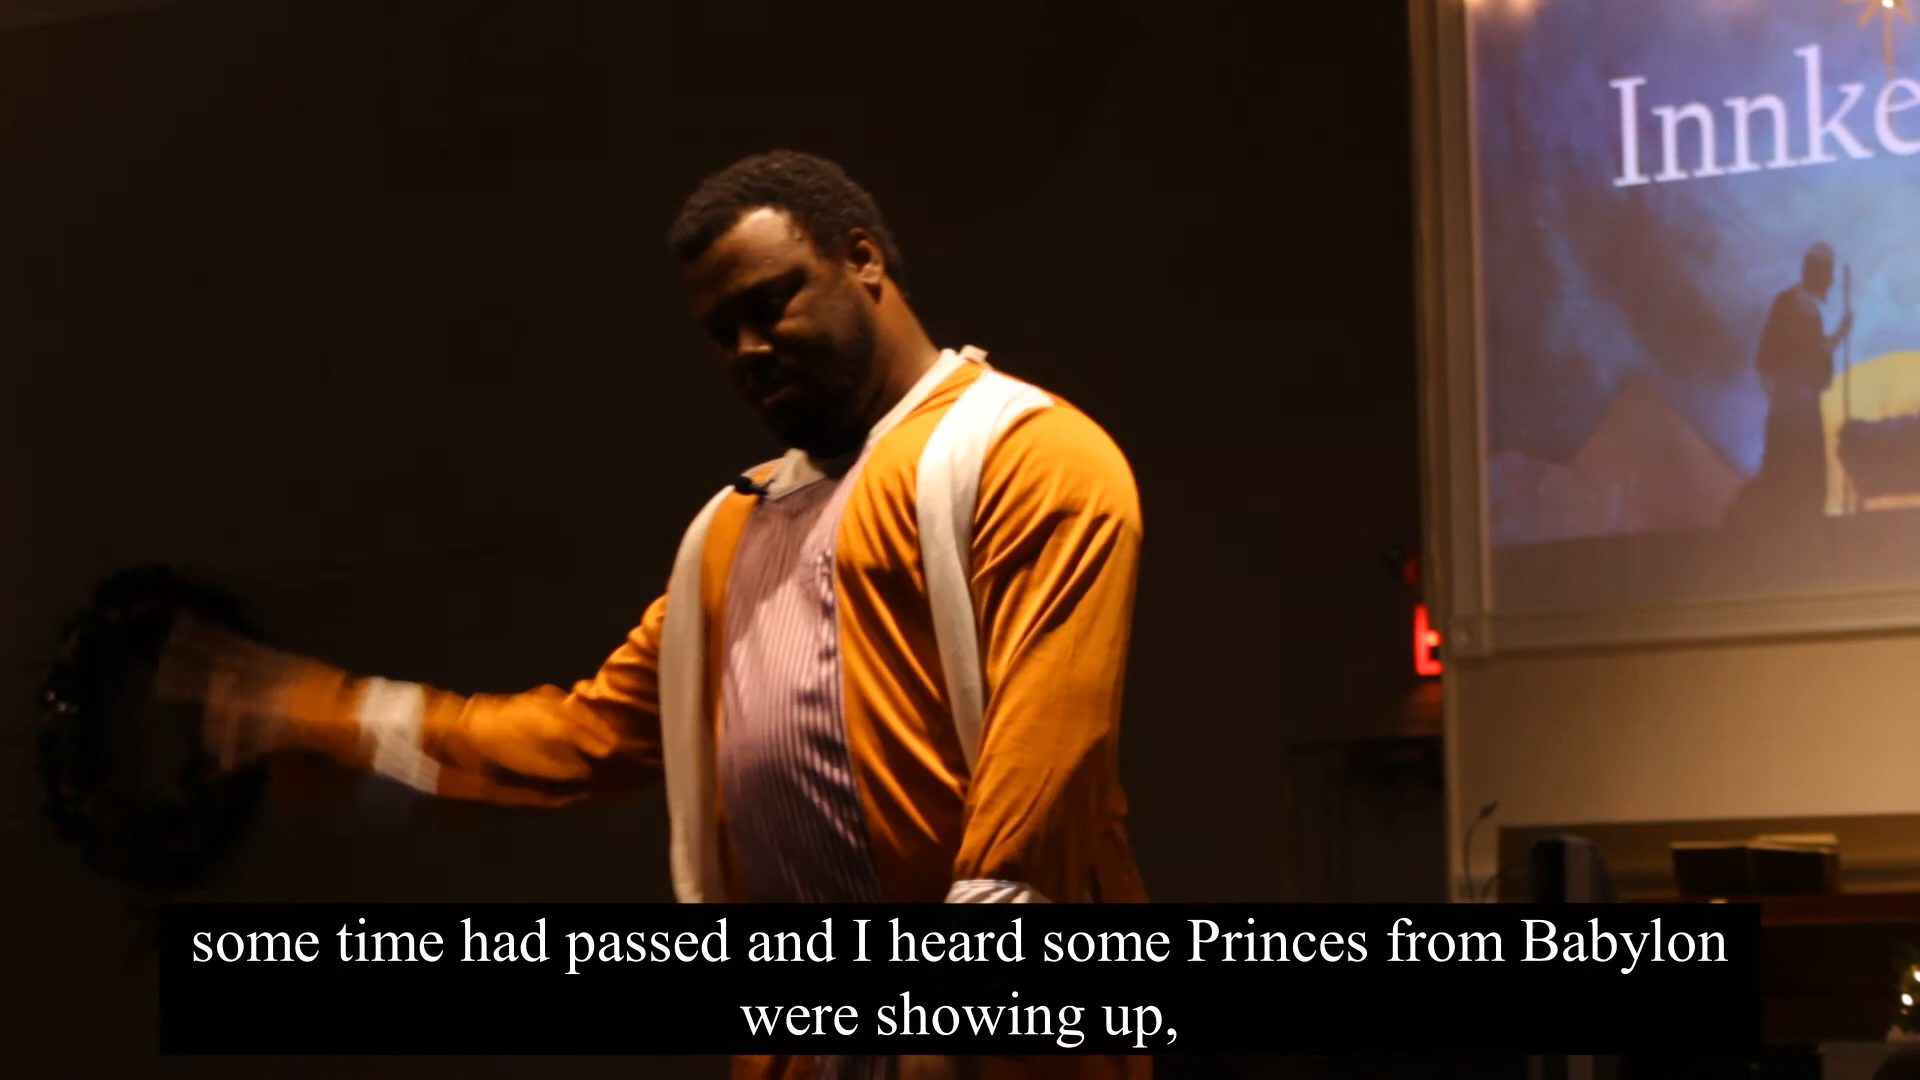 Innke
E
some time had passed and I heard some Princes from Babylon
were showing up,